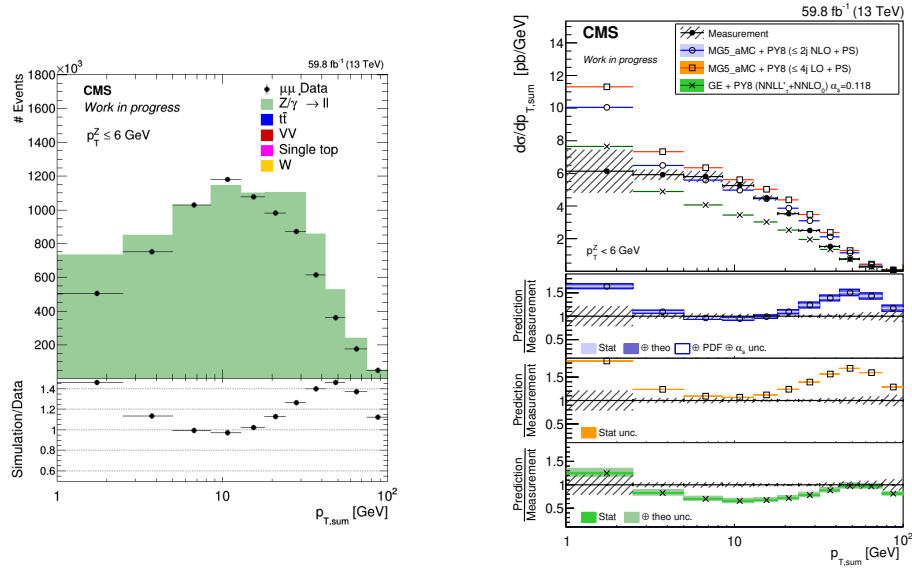 59.8 fb⁻¹ (13 TeV)
×10³
# Events
1800
1600
1400
1200
1000
800
600
400
200
CMS
Work in progress
p_T^Z ≤ 6 GeV
μμ Data
Z/γ → ll
tt̄
VV
Single top
W
Simulation/Data
1.4
1.2
1
0.8
0.6
1 10 10²
p_T,sum [GeV]
59.8 fb⁻¹ (13 TeV)
dσ/dp_T,sum [pb/GeV]
14
12
10
8
6
4
2
CMS
Work in progress
Measurement
MG5_aMC + PY8 (≤ 2j NLO + PS)
MG5_aMC + PY8 (≤ 4j LO + PS)
GE + PY8 (NNLL'_τ+NNLO_0) α_s=0.118
p_T^Z < 6 GeV
Prediction
Measurement
1.5
1
0.5
Stat ⊕ theo ⊕ PDF ⊕ α_s unc.
Prediction
Measurement
1.5
1
0.5
Stat unc.
Prediction
Measurement
1.5
1
0.5
Stat ⊕ theo unc.
1 10 10²
p_T,sum [GeV]